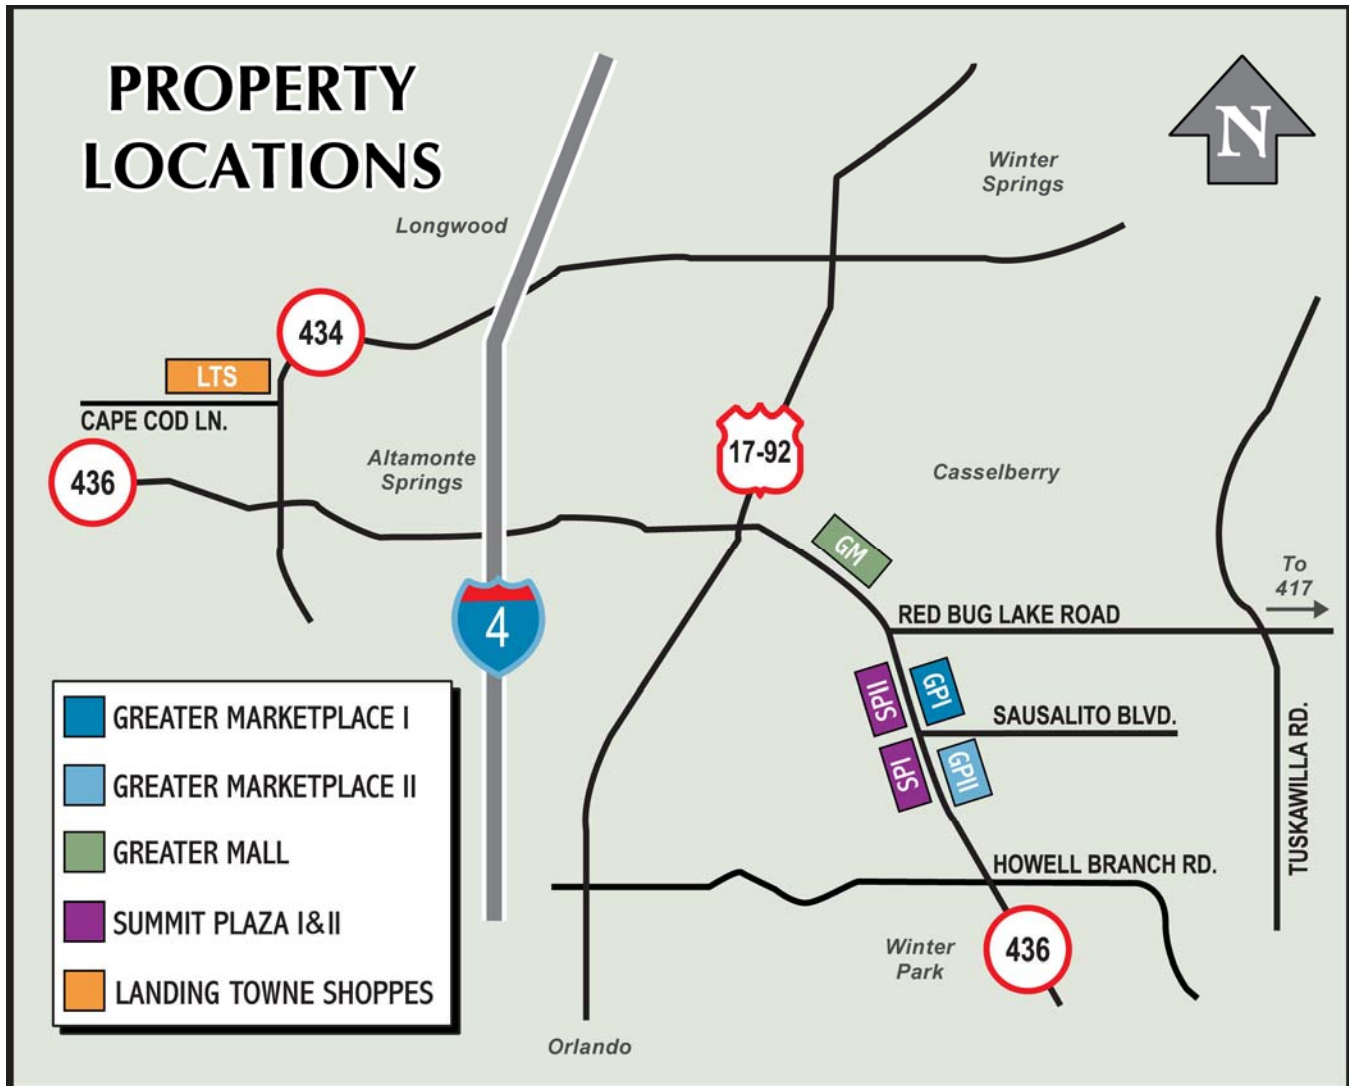 PROPERTY
LOCATIONS
N
Winter
Springs
Longwood
434
LTS
CAPE COD LN.
436
Altamonte
Springs
17-92
Casselberry
GM
To
417
RED BUG LAKE ROAD
4
SPII
GPI
SAUSALITO BLVD.
SPI
GPII
TUSKAWILLA RD.
HOWELL BRANCH RD.
Winter
Park
436
Orlando
GREATER MARKETPLACE I
GREATER MARKETPLACE II
GREATER MALL
SUMMIT PLAZA I&II
LANDING TOWNE SHOPPES